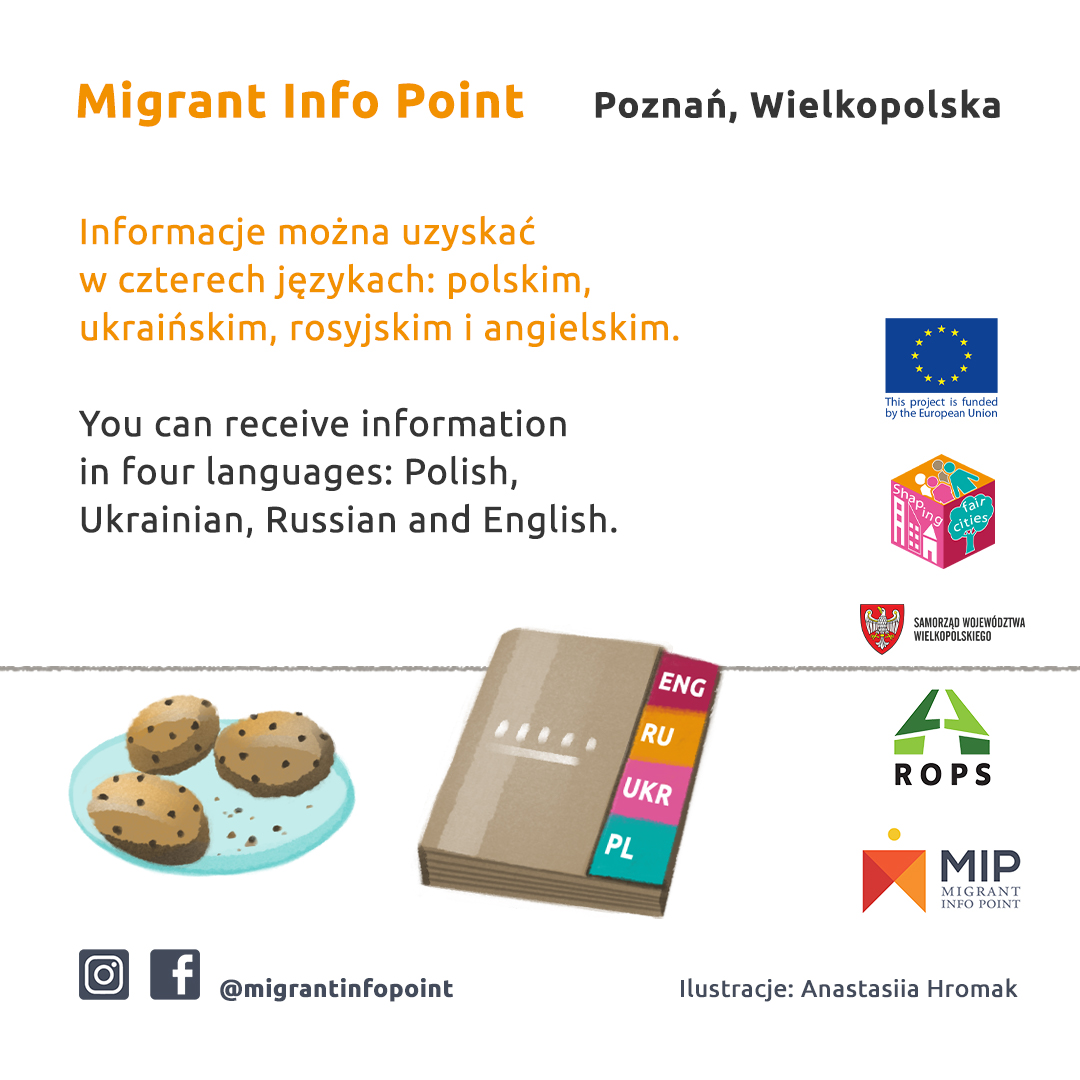 Migrant Info Point
Poznań, Wielkopolska
Informacje można uzyskać
w czterech językach: polskim,
ukraińskim, rosyjskim i angielskim.
You can receive information
in four languages: Polish,
Ukrainian, Russian and English.
This project is funded
by the European Union
Shaping
fair
cities
SAMORZĄD WOJEWÓDZTWA
WIELKOPOLSKIEGO
ENG
RU
UKR
PL
ROPS
MIP
MIGRANT
INFO POINT
@migrantinfopoint
Ilustracje: Anastasiia Hromak